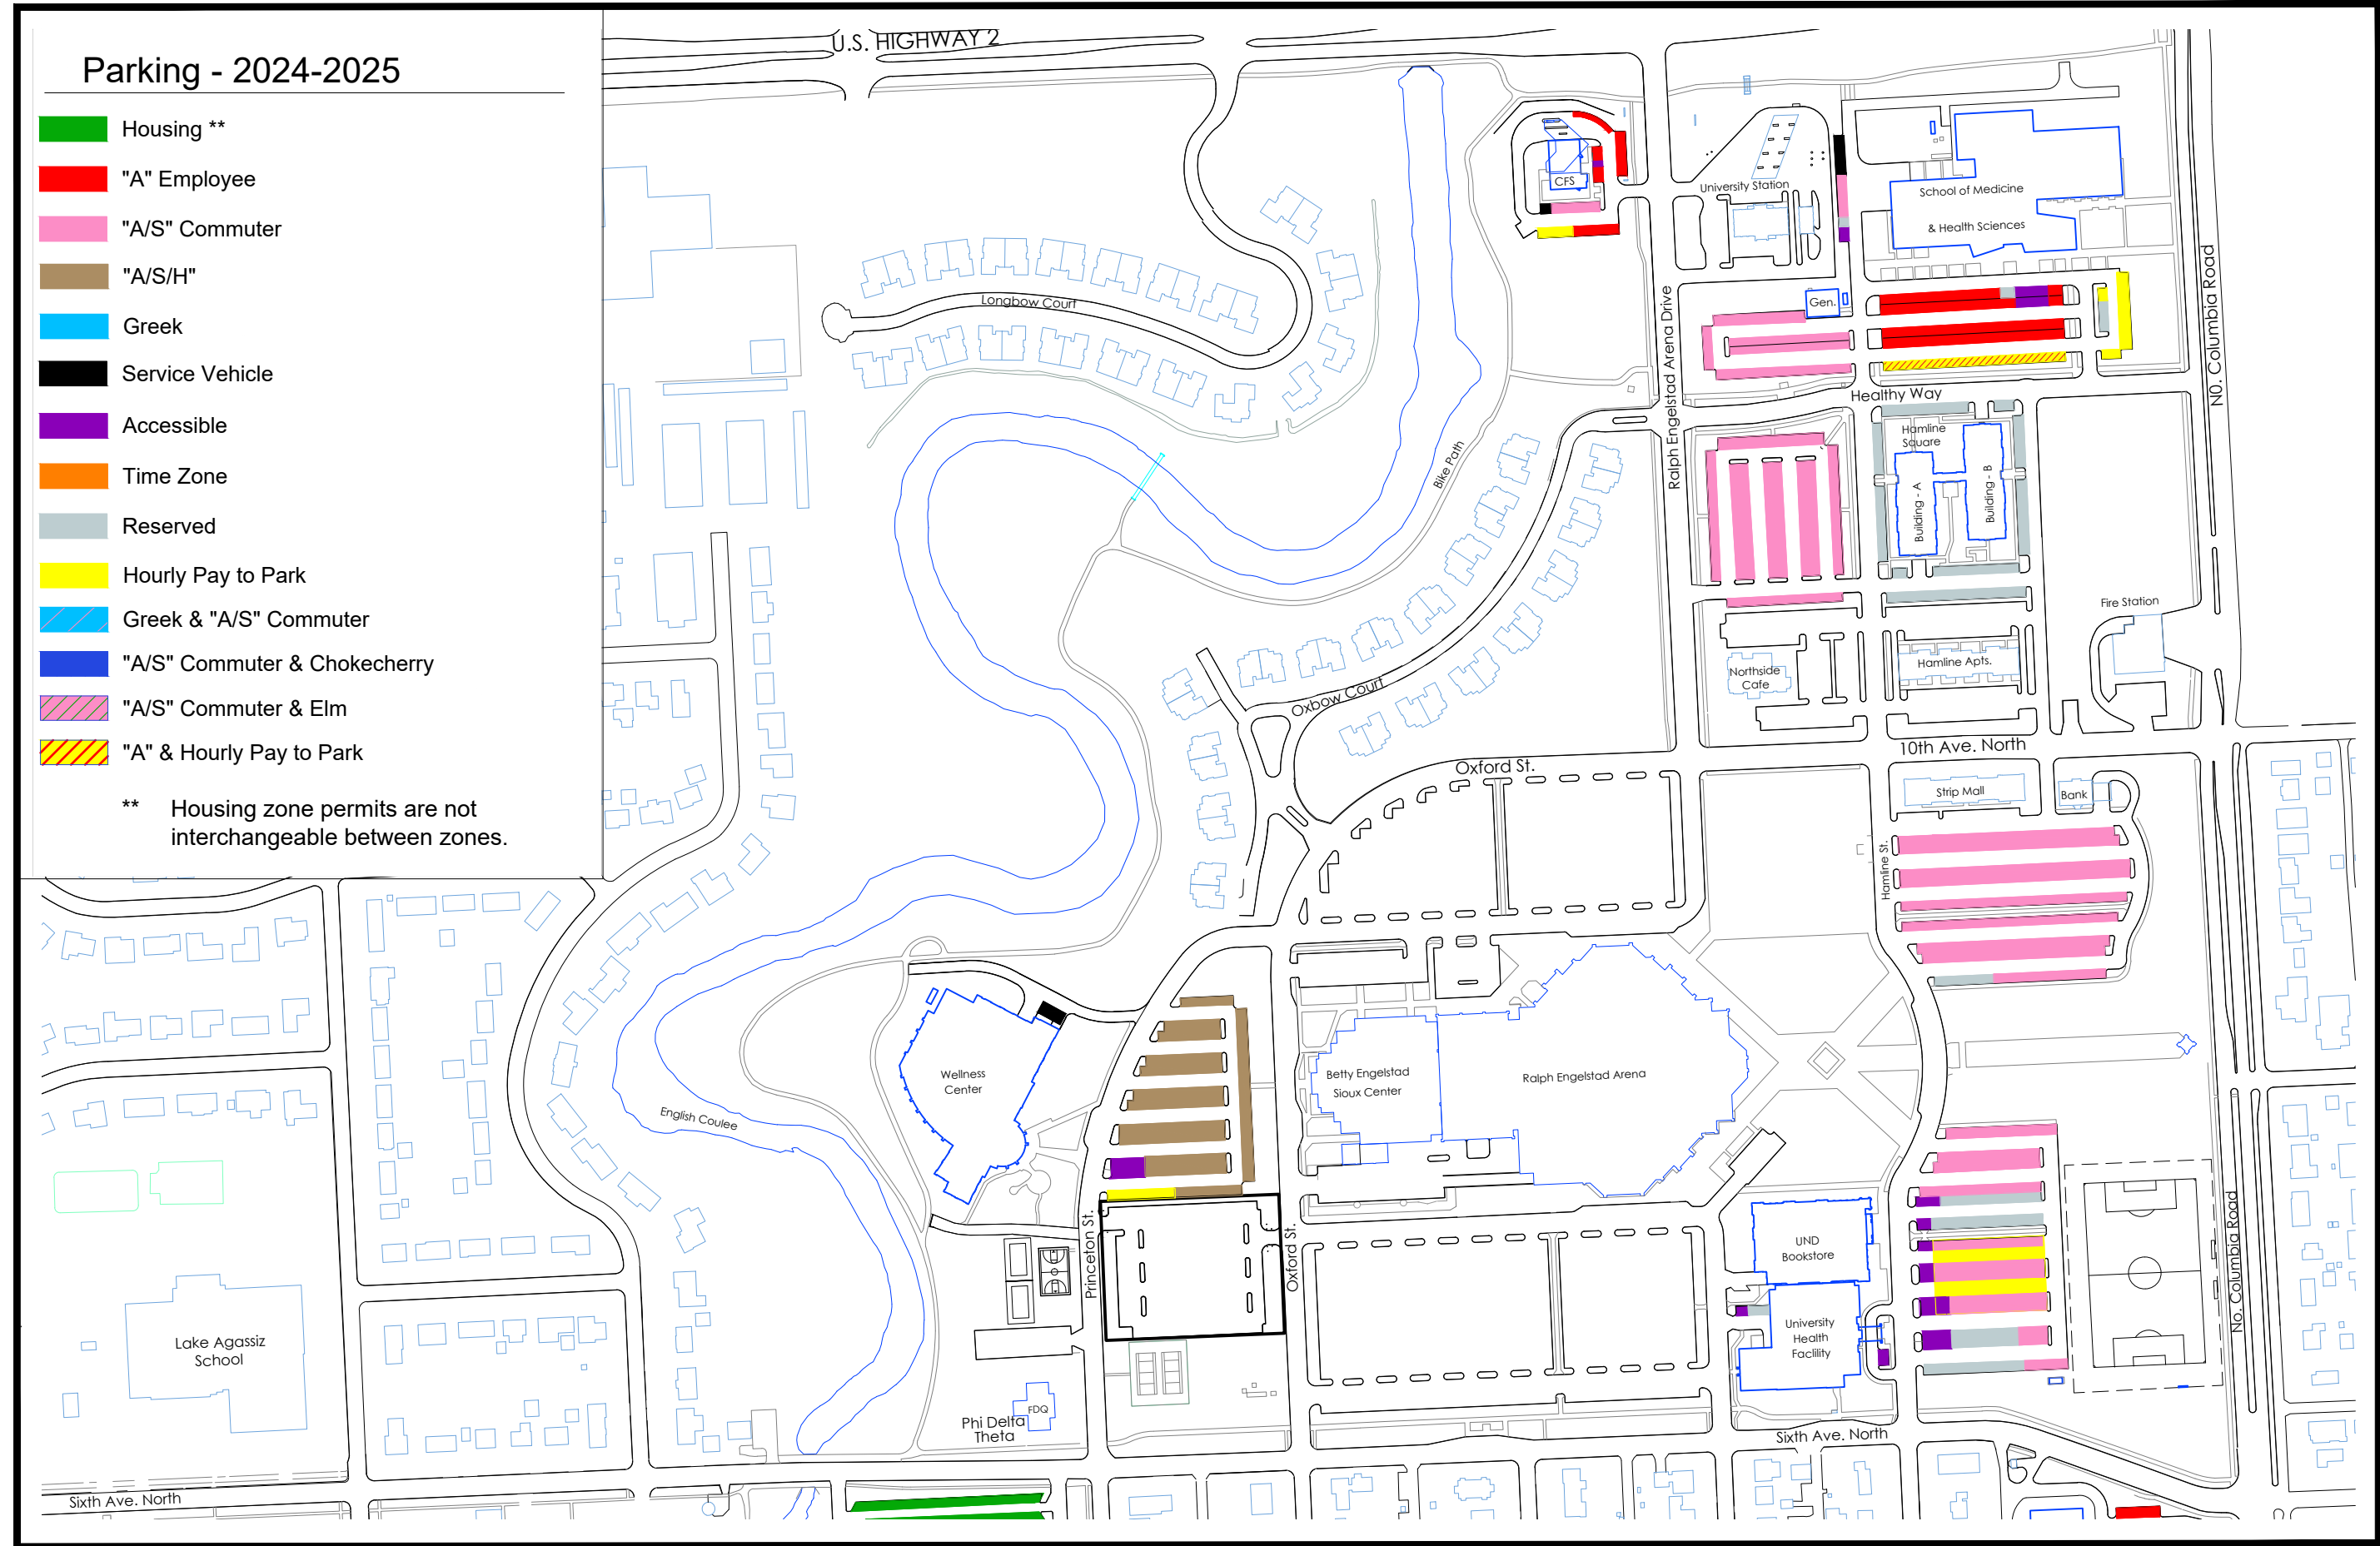 Parking - 2024-2025
Housing **
"A" Employee
"A/S" Commuter
"A/S/H"
Greek
Service Vehicle
Accessible
Time Zone
Reserved
Hourly Pay to Park
Greek & "A/S" Commuter
"A/S" Commuter & Chokecherry
"A/S" Commuter & Elm
"A" & Hourly Pay to Park
** Housing zone permits are not
interchangeable between zones.
U.S. HIGHWAY 2
CFS
University Station
School of Medicine
& Health Sciences
NO. Columbia Road
Longbow Court
Gen.
Ralph Engelstad Arena Drive
Healthy Way
Hamline
Square
Building - A
Building - B
Bike Path
Fire Station
Northside
Cafe
Hamline Apts.
Oxbow Court
10th Ave. North
Oxford St.
Strip Mall
Bank
Hamline St.
Wellness
Center
Betty Engelstad
Sioux Center
Ralph Engelstad Arena
English Coulee
Princeton St.
Oxford St.
UND
Bookstore
No. Columbia Road
University
Health
Faclility
Lake Agassiz
School
FDQ
Phi Delta
Theta
Sixth Ave. North
Sixth Ave. North